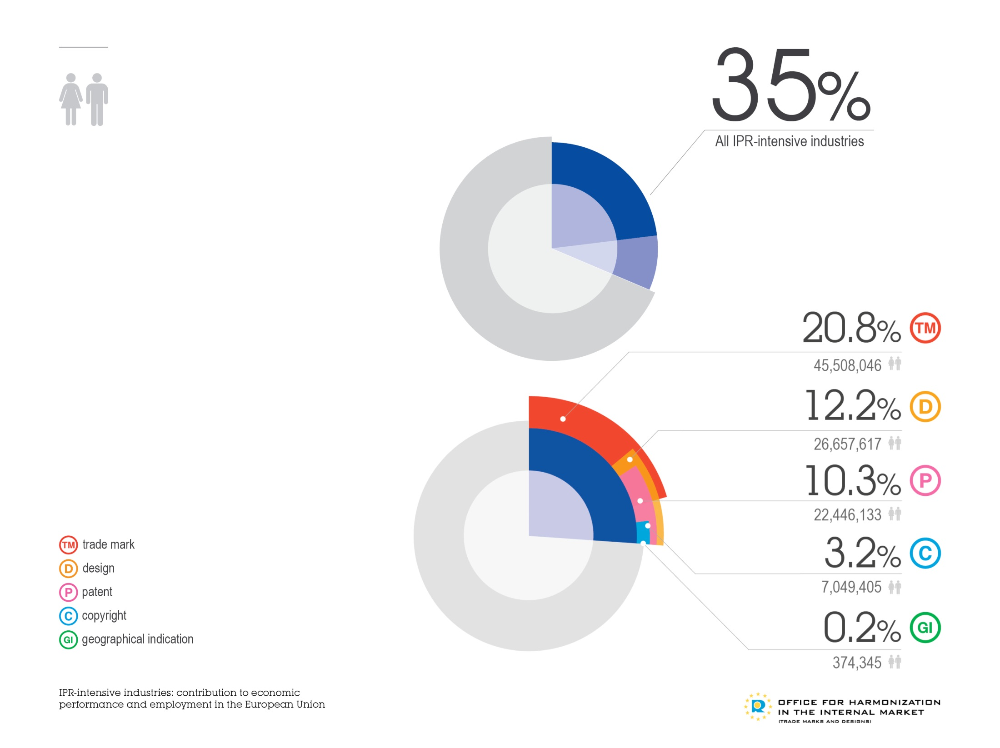 35%
All IPR-intensive industries
20.8% TM
45,508,046
12.2% D
26,657,617
10.3% P
22,446,133
3.2% C
7,049,405
0.2% GI
374,345
TM trade mark
D design
P patent
C copyright
GI geographical indication
IPR-intensive industries: contribution to economic
performance and employment in the European Union
R OFFICE FOR HARMONIZATION
IN THE INTERNAL MARKET
(TRADE MARKS AND DESIGNS)